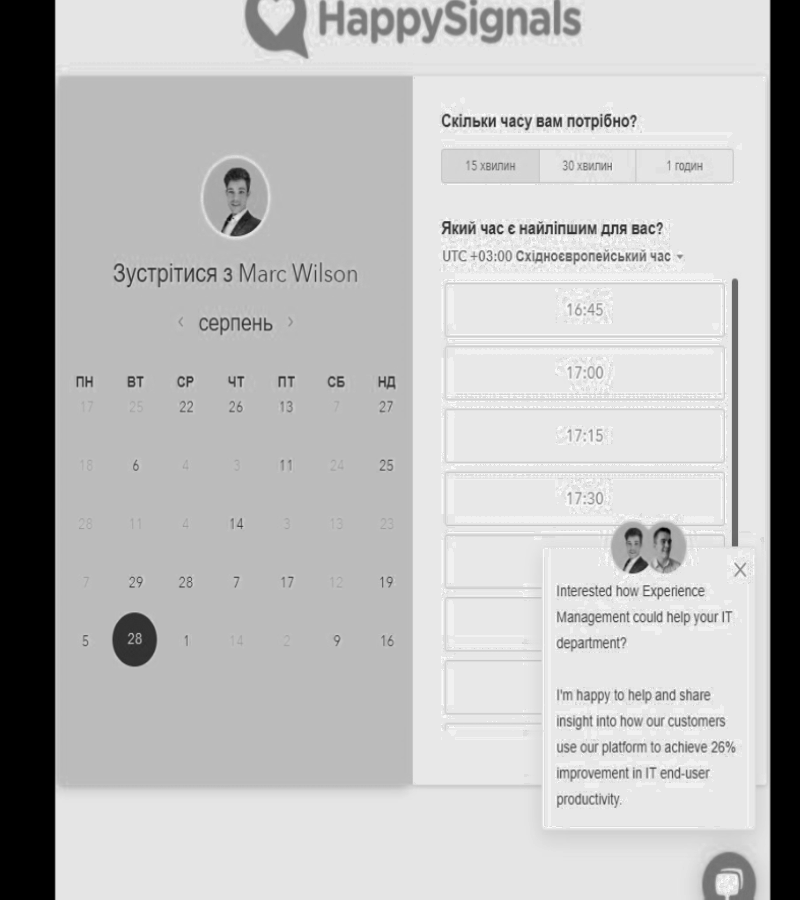 HappySignals
Зустрітися з Marc Wilson
‹ серпень ›
ПН ВТ СР ЧТ ПТ СБ НД
17 25 22 26 13 7 27
18 6 4 3 11 24 25
28 11 4 14 3 13 23
7 29 28 7 17 12 19
5 28 1 14 2 9 16
Скільки часу вам потрібно?
15 хвилин 30 хвилин 1 годин
Який час є найліпшим для вас?
UTC +03:00 Східноєвропейський час
16:45
17:00
17:15
17:30
Interested how Experience
Management could help your IT
department?
I'm happy to help and share
insight into how our customers
use our platform to achieve 26%
improvement in IT end-user
productivity.